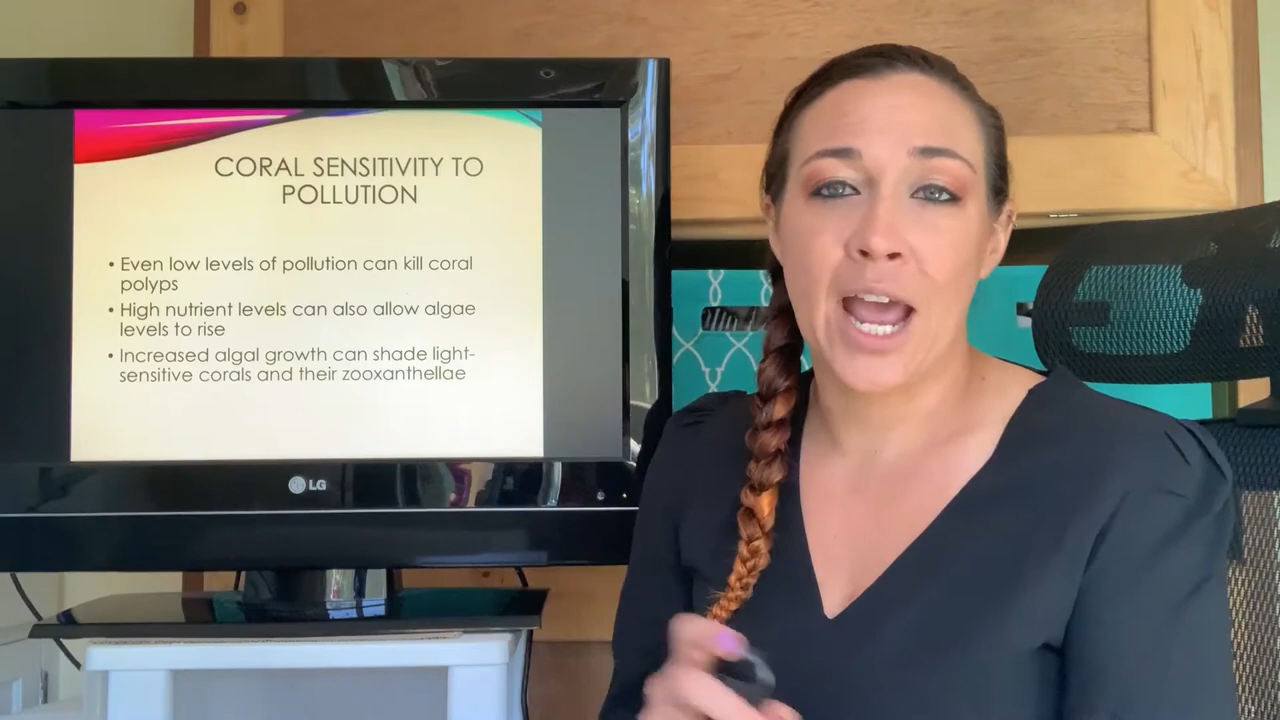 CORAL SENSITIVITY TO
POLLUTION
• Even low levels of pollution can kill coral
polyps
• High nutrient levels can also allow algae
levels to rise
• Increased algal growth can shade light-
sensitive corals and their zooxanthellae
LG